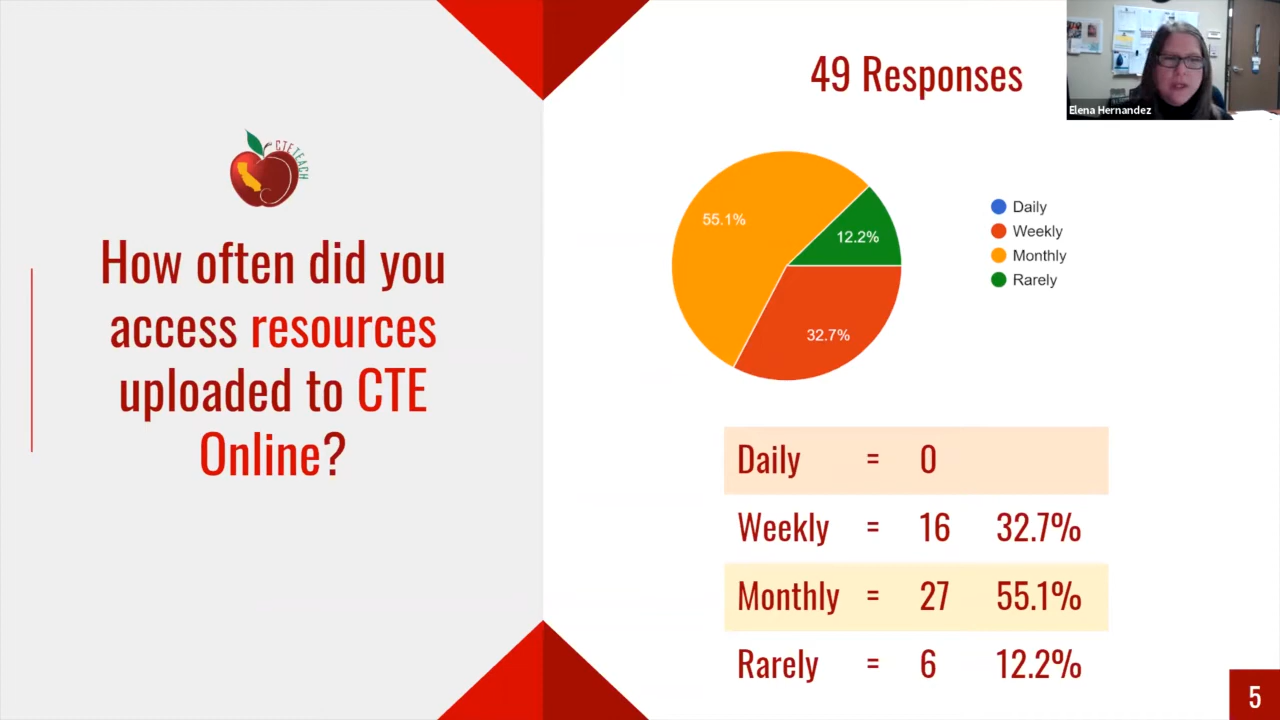 CTE TEACH
How often did you
access resources
uploaded to CTE
Online?
49 Responses
Elena Hernandez
55.1%
12.2%
32.7%
Daily
Weekly
Monthly
Rarely
Daily = 0
Weekly = 16 32.7%
Monthly = 27 55.1%
Rarely = 6 12.2%
5